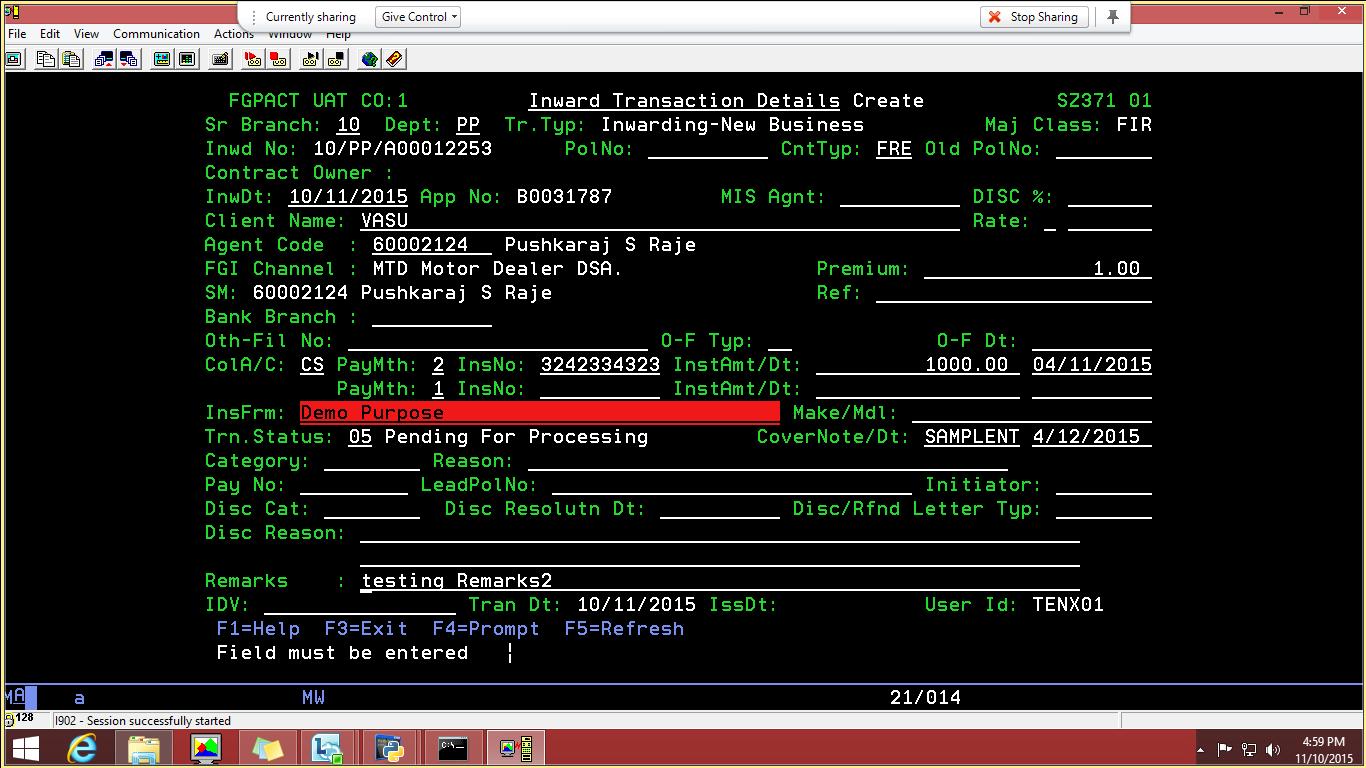 Currently sharing Give Control Stop Sharing
File Edit View Communication Actions Window Help
FGPACT UAT CO:1 Inward Transaction Details Create SZ371 01
Sr Branch: 10 Dept: PP Tr.Typ: Inwarding-New Business Maj Class: FIR
Inwd No: 10/PP/A00012253 PolNo: CntTyp: FRE Old PolNo:
Contract Owner :
InwDt: 10/11/2015 App No: B0031787 MIS Agnt: DISC %:
Client Name: VASU Rate:
Agent Code : 60002124 Pushkaraj S Raje
FGI Channel : MTD Motor Dealer DSA. Premium: 1.00
SM: 60002124 Pushkaraj S Raje Ref:
Bank Branch :
Oth-Fil No: O-F Typ: O-F Dt:
ColA/C: CS PayMth: 2 InsNo: 3242334323 InstAmt/Dt: 1000.00 04/11/2015
PayMth: 1 InsNo: InstAmt/Dt:
InsFrm: Demo Purpose Make/Mdl:
Trn.Status: 05 Pending For Processing CoverNote/Dt: SAMPLENT 4/12/2015
Category: Reason:
Pay No: LeadPolNo: Initiator:
Disc Cat: Disc Resolutn Dt: Disc/Rfnd Letter Typ:
Disc Reason:
Remarks : testing Remarks2
IDV: Tran Dt: 10/11/2015 IssDt: User Id: TENX01
F1=Help F3=Exit F4=Prompt F5=Refresh
Field must be entered
MA a MW 21/014
128 I902 - Session successfully started
C:\
4:59 PM
11/10/2015